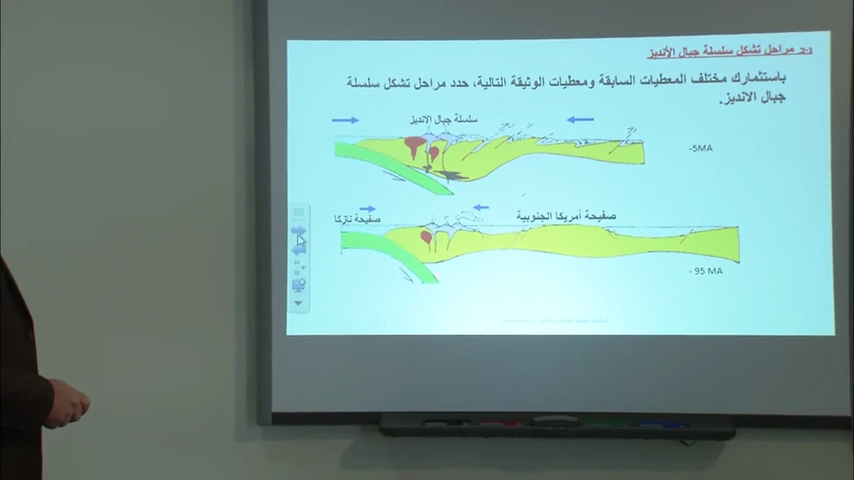 2-1 مراحل تشكل سلسلة جبال الأنديز
باستثمارك مختلف المعطيات السابقة ومعطيات الوثيقة التالية، حدد مراحل تشكل سلسلة
جبال الانديز.
سلسلة جبال الانديز
-5MA
صفيحة أمريكا الجنوبية
صفيحة نازكا
- 95 MA